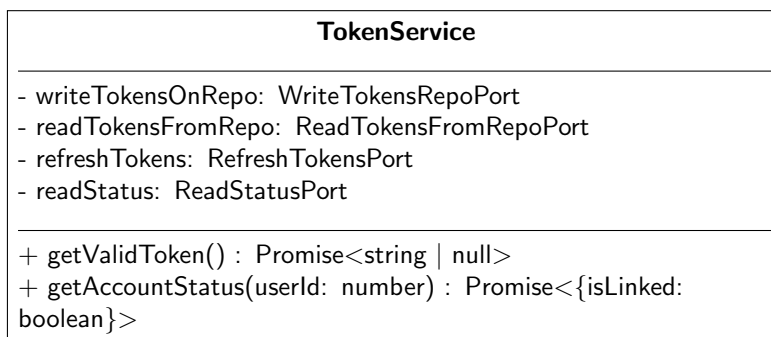 TokenService
- writeTokensOnRepo: WriteTokensRepoPort
- readTokensFromRepo: ReadTokensFromRepoPort
- refreshTokens: RefreshTokensPort
- readStatus: ReadStatusPort
+ getValidToken() : Promise<string | null>
+ getAccountStatus(userId: number) : Promise<{isLinked:
boolean}>